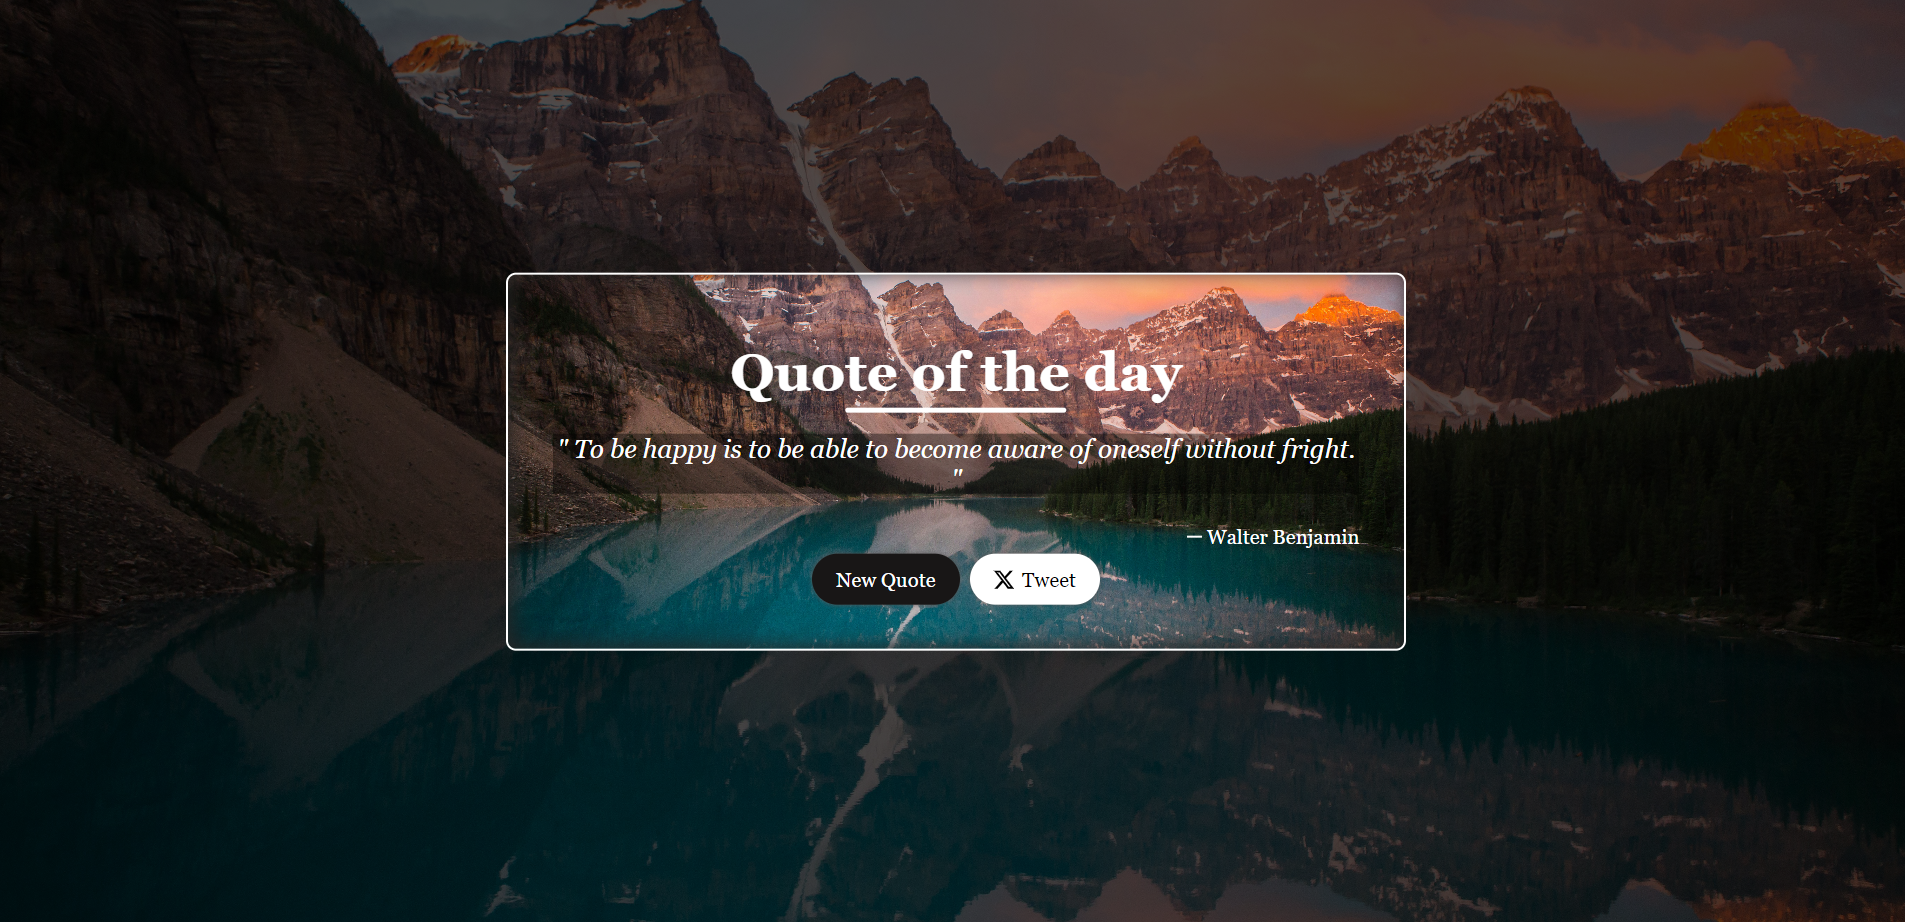 Quote of the day
" To be happy is to be able to become aware of oneself without fright.
"
— Walter Benjamin
New Quote
Tweet